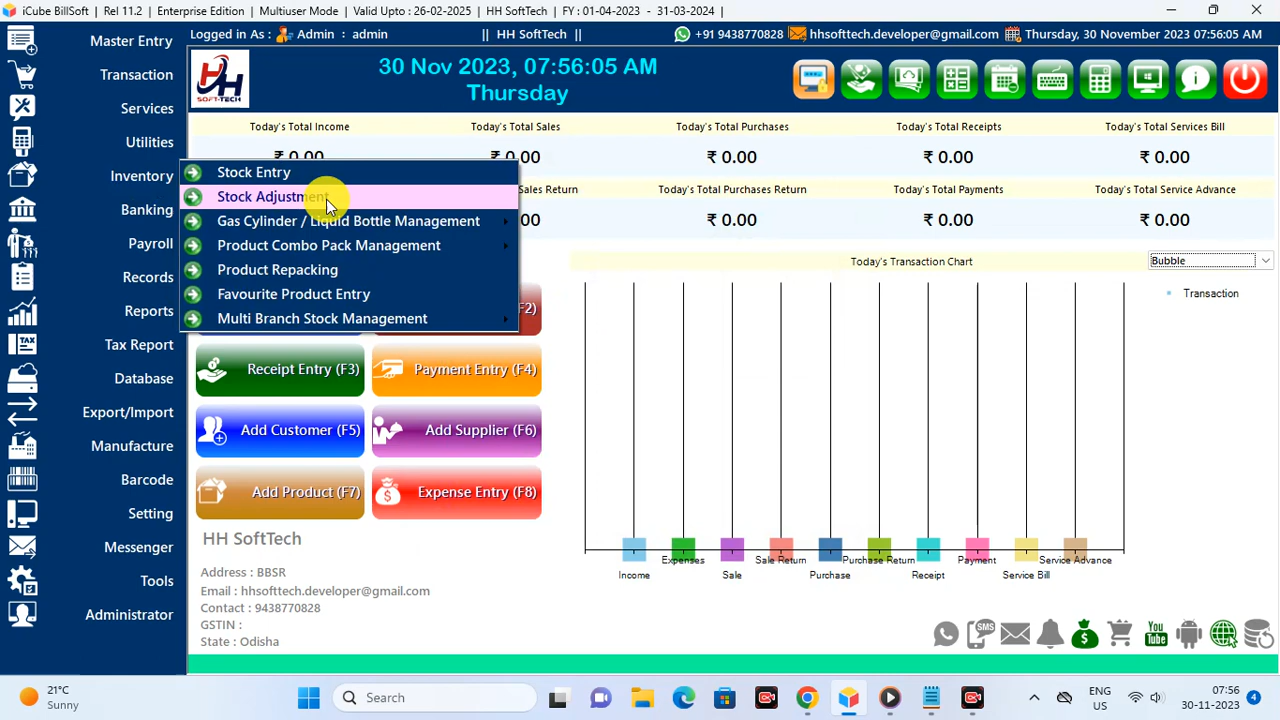 iCube BillSoft | Rel 11.2 | Enterprise Edition | Multiuser Mode | Valid Upto : 26-02-2025 | HH SoftTech | FY : 01-04-2023 - 31-03-2024 |
Logged in As : Admin : admin || HH SoftTech || +91 9438770828 hhsofttech.developer@gmail.com Thursday, 30 November 2023 07:56:05 AM
Master Entry
Transaction
Services
Utilities
Inventory
Banking
Payroll
Records
Reports
Tax Report
Database
Export/Import
Manufacture
Barcode
Setting
Messenger
Tools
Administrator
HH
SOFT-TECH
30 Nov 2023, 07:56:05 AM
Thursday
Today's Total Income Today's Total Sales Today's Total Purchases Today's Total Receipts Today's Total Services Bill
₹ 0.00 0.00 ₹ 0.00 ₹ 0.00 ₹ 0.00
Sales Return Today's Total Purchases Return Today's Total Payments Today's Total Service Advance
0.00 ₹ 0.00 ₹ 0.00 ₹ 0.00
Stock Entry
Stock Adjustment
Gas Cylinder / Liquid Bottle Management
Product Combo Pack Management
Product Repacking
Favourite Product Entry
Multi Branch Stock Management
F2)
Receipt Entry (F3) Payment Entry (F4)
Add Customer (F5) Add Supplier (F6)
Add Product (F7) Expense Entry (F8)
Today's Transaction Chart
Bubble
Transaction
Income Expenses Sale Sale Return Purchase Purchase Return Receipt Payment Service Bill Service Advance
HH SoftTech
Address : BBSR
Email : hhsofttech.developer@gmail.com
Contact : 9438770828
GSTIN :
State : Odisha
SMS
You
Tube
21°C
Sunny
Search
ENG
US
07:56
30-11-2023
4